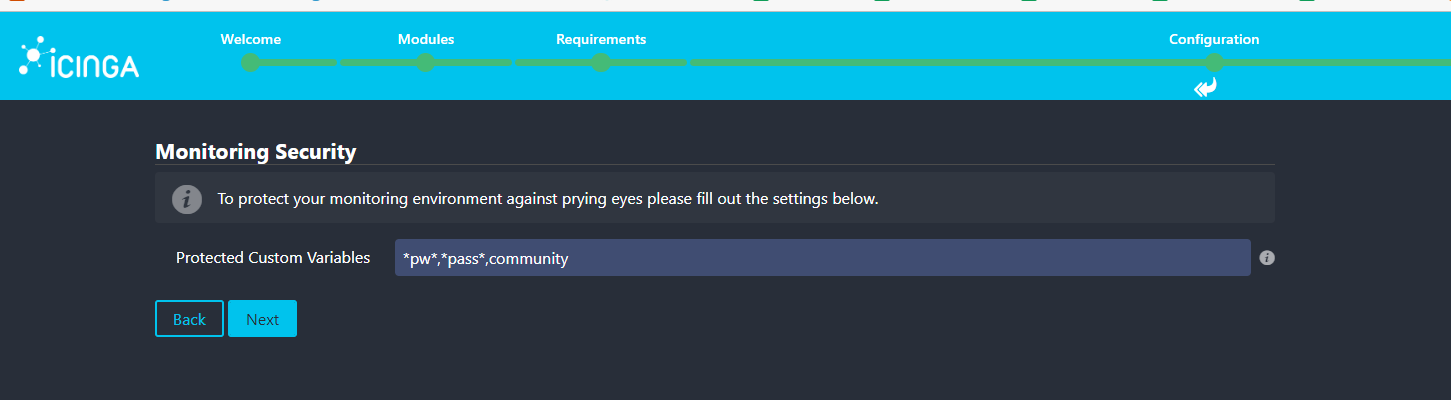 Welcome
Modules
Requirements
Configuration
icinga
Monitoring Security
To protect your monitoring environment against prying eyes please fill out the settings below.
Protected Custom Variables
*pw*,*pass*,community
Back
Next